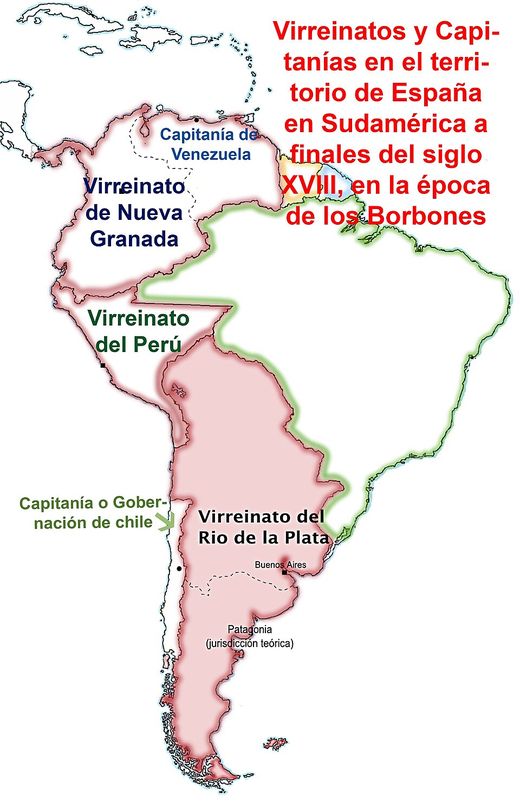 Virreinatos y Capi-
tanías en el terri-
torio de España
en Sudamérica a
finales del siglo
XVIII, en la época
de los Borbones
Capitanía de
Venezuela
Virreinato
de Nueva
Granada
Virreinato
del Perú
Capitanía o Gober-
nación de chile
Virreinato del
Rio de la Plata
Buenos Aires
Patagonia
(jurisdicción teórica)